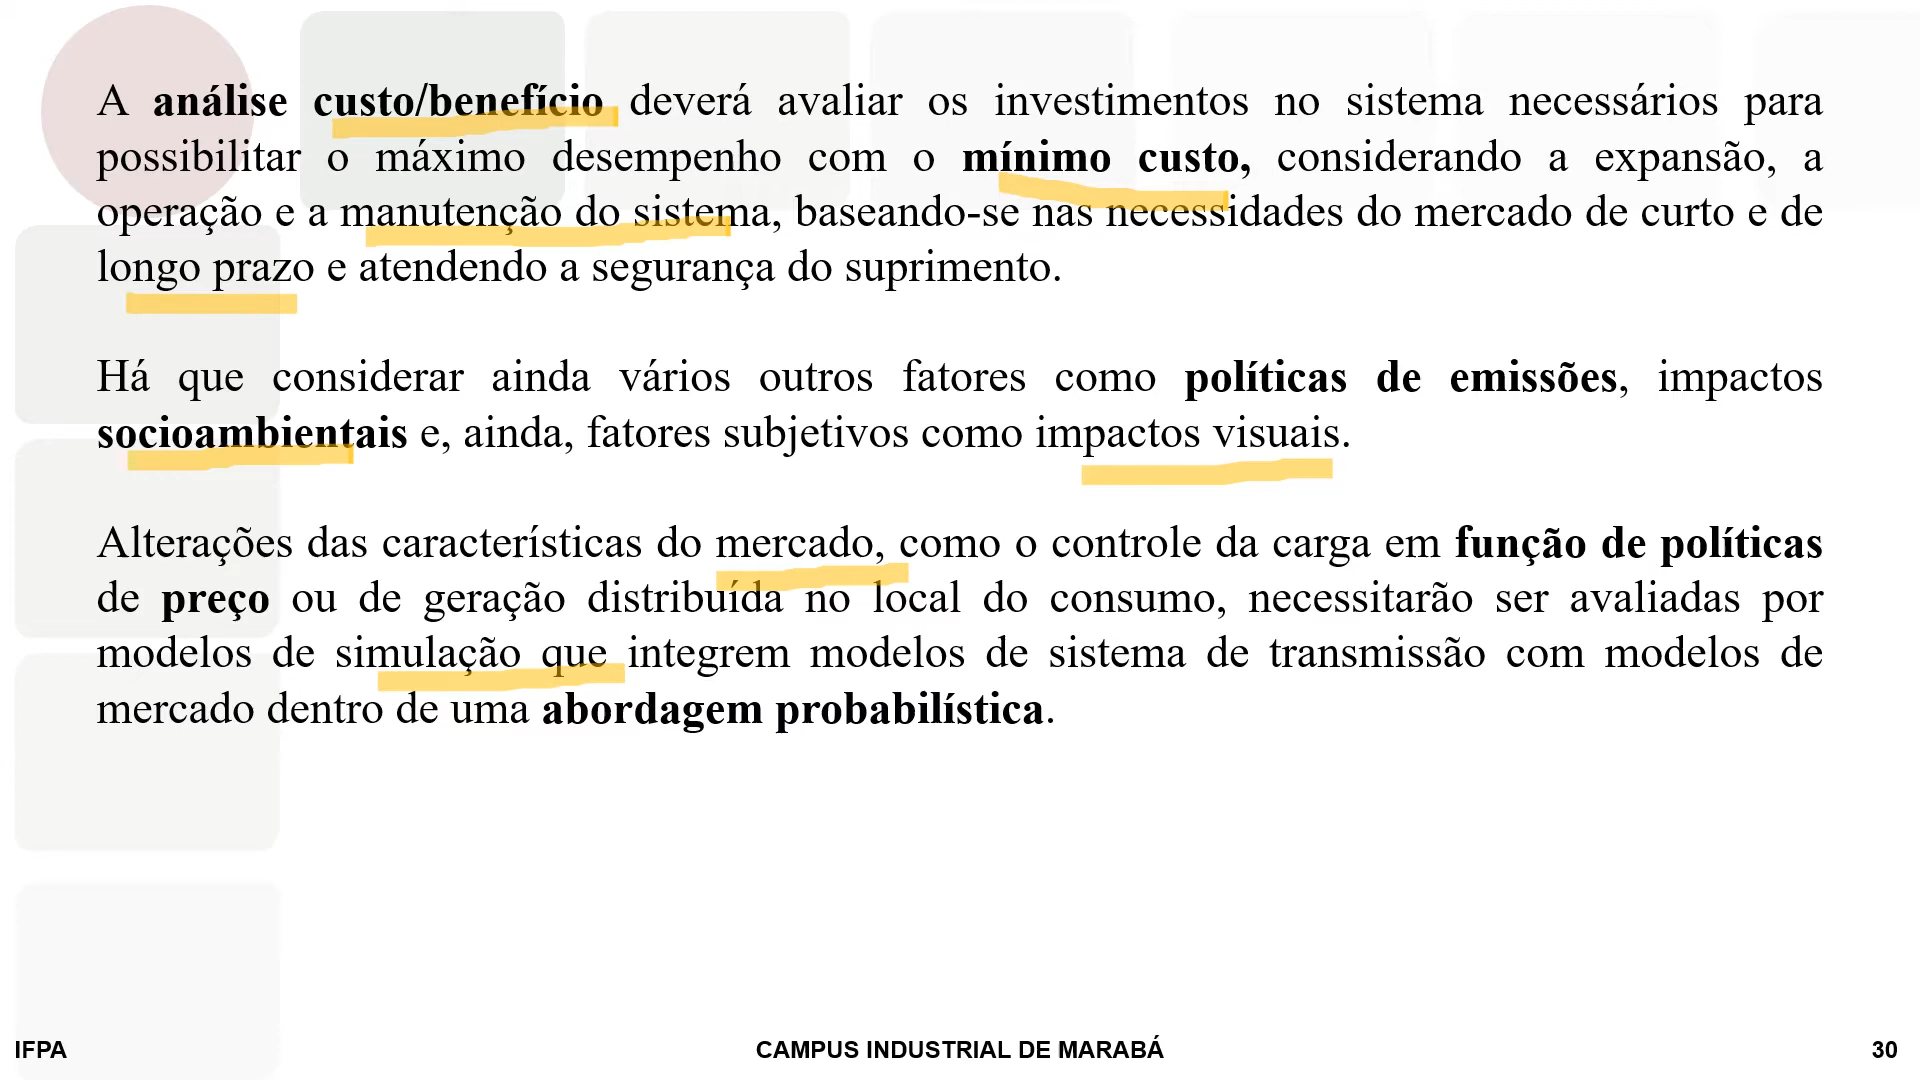 A análise custo/benefício deverá avaliar os investimentos no sistema necessários para
possibilitar o máximo desempenho com o mínimo custo, considerando a expansão, a
operação e a manutenção do sistema, baseando-se nas necessidades do mercado de curto e de
longo prazo e atendendo a segurança do suprimento.
Há que considerar ainda vários outros fatores como políticas de emissões, impactos
socioambientais e, ainda, fatores subjetivos como impactos visuais.
Alterações das características do mercado, como o controle da carga em função de políticas
de preço ou de geração distribuída no local do consumo, necessitarão ser avaliadas por
modelos de simulação que integrem modelos de sistema de transmissão com modelos de
mercado dentro de uma abordagem probabilística.
IFPA
CAMPUS INDUSTRIAL DE MARABÁ
30